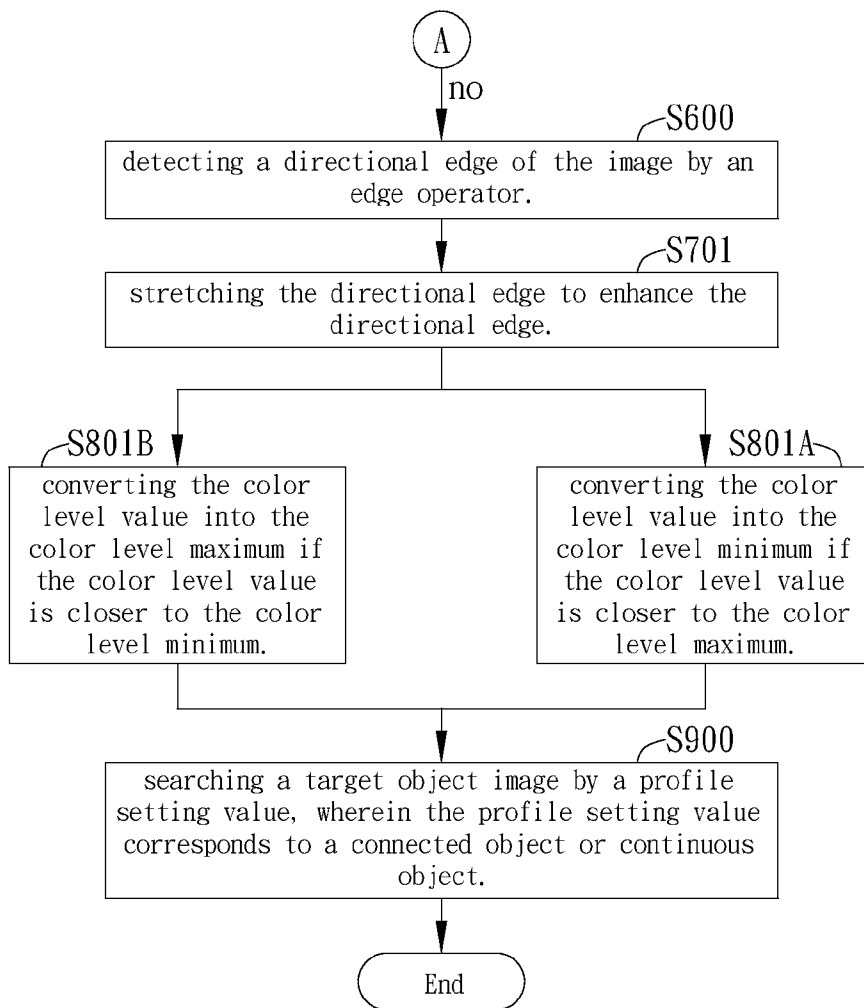 A
no
S600
detecting a directional edge of the image by an
edge operator.
S701
stretching the directional edge to enhance the
directional edge.
S801B
converting the color
level value into the
color level maximum if
the color level value
is closer to the color
level minimum.
S801A
converting the color
level value into the
color level minimum if
the color level value
is closer to the color
level maximum.
S900
searching a target object image by a profile
setting value, wherein the profile setting value
corresponds to a connected object or continuous
object.
End